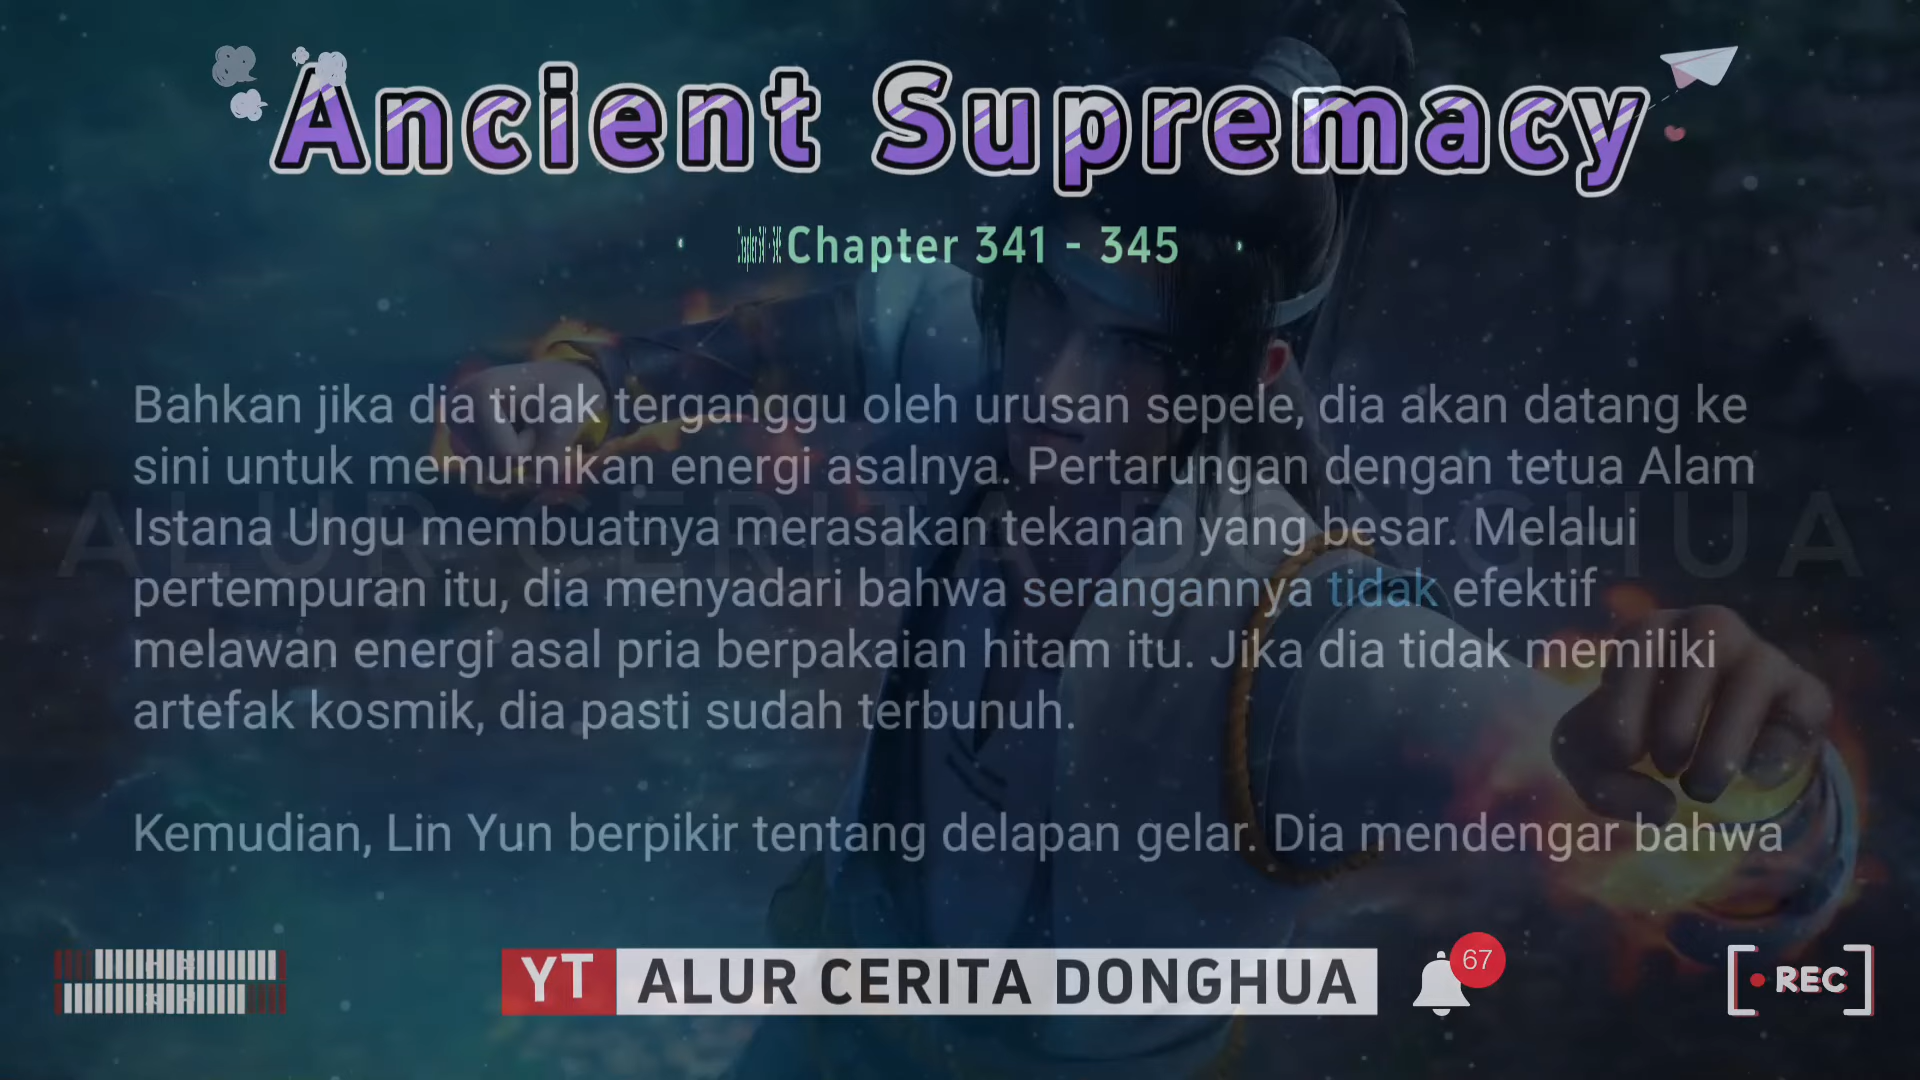 Ancient Supremacy
Chapter 341 - 345
Bahkan jika dia tidak terganggu oleh urusan sepele, dia akan datang ke
sini untuk memurnikan energi asalnya. Pertarungan dengan tetua Alam
Istana Ungu membuatnya merasakan tekanan yang besar. Melalui
pertempuran itu, dia menyadari bahwa serangannya tidak efektif
melawan energi asal pria berpakaian hitam itu. Jika dia tidak memiliki
artefak kosmik, dia pasti sudah terbunuh.
Kemudian, Lin Yun berpikir tentang delapan gelar. Dia mendengar bahwa
ALUR CERITA DONGHUA
YT ALUR CERITA DONGHUA
67
REC